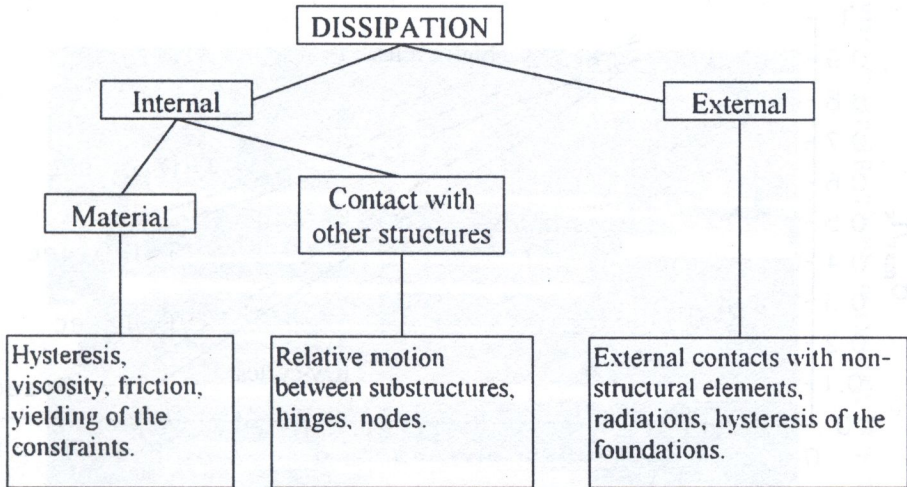 DISSIPATION
Internal
External
Material
Contact with
other structures
Hysteresis,
viscosity, friction,
yielding of the
constraints.
Relative motion
between substructures,
hinges, nodes.
External contacts with non-
structural elements,
radiations, hysteresis of the
foundations.